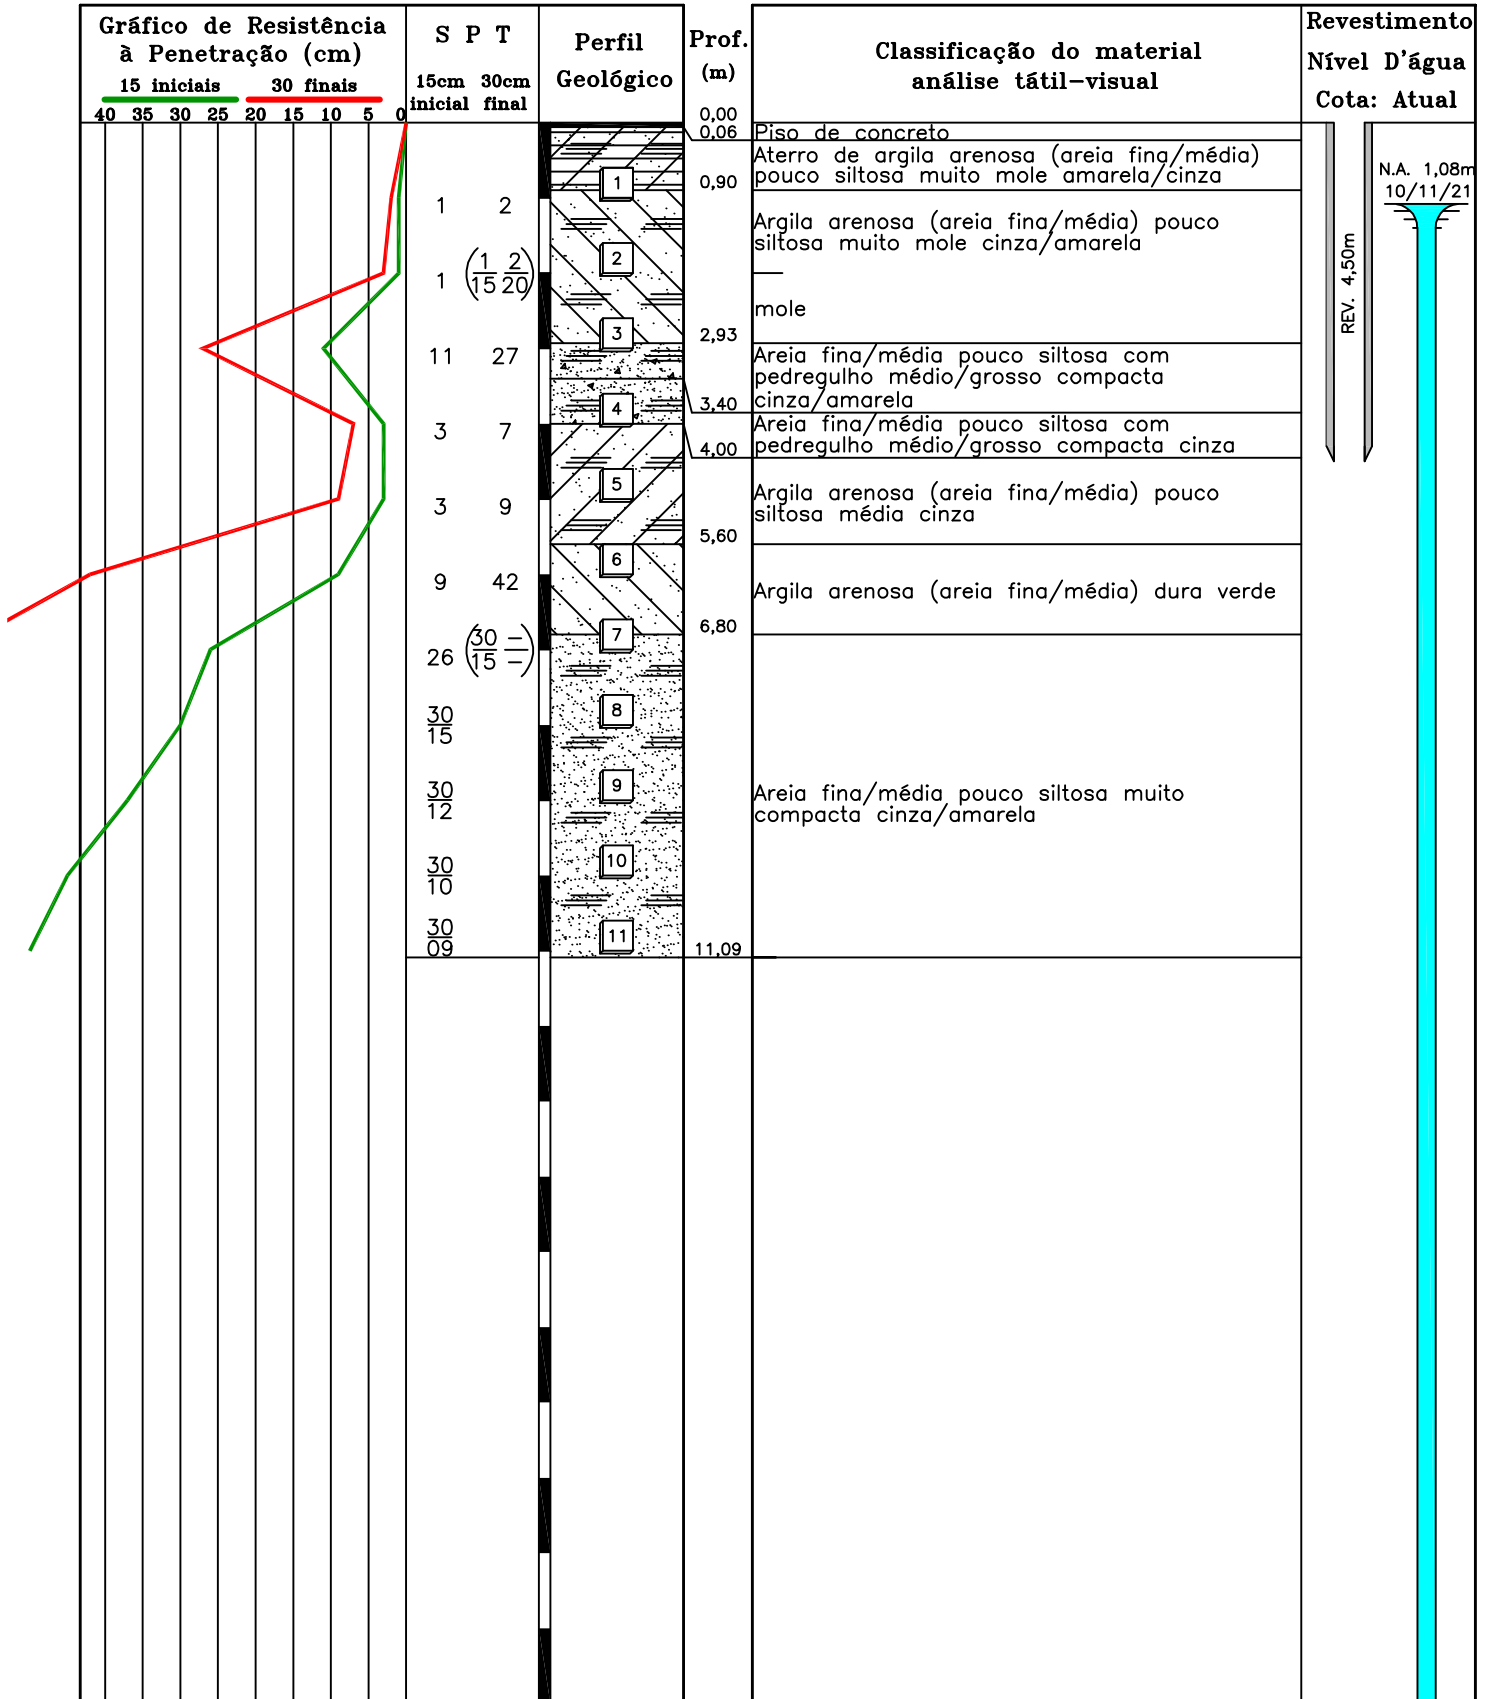 Gráfico de Resistência
à Penetração (cm)
15 iniciais 30 finais
40 35 30 25 20 15 10 5 0
S P T
15cm 30cm
inicial final
Perfil
Geológico
Prof.
(m)
Classificação do material
análise tátil-visual
Revestimento
Nível D'água
Cota: Atual
0,00
0,06 Piso de concreto
Aterro de argila arenosa (areia fina/média)
0,90 pouco siltosa muito mole amarela/cinza
N.A. 1,08m
10/11/21
REV. 4,50m
1
1 2
Argila arenosa (areia fina/média) pouco
siltosa muito mole cinza/amarela
2
1 (1/15 2/20)
mole
3
2,93
11 27
Areia fina/média pouco siltosa com
pedregulho médio/grosso compacta
3,40 cinza/amarela
4
3 7
Areia fina/média pouco siltosa com
4,00 pedregulho médio/grosso compacta cinza
5
3 9
Argila arenosa (areia fina/média) pouco
siltosa média cinza
5,60
6
9 42
Argila arenosa (areia fina/média) dura verde
6,80
7
26 (30/15 –/–)
8
30/15
9
30/12
Areia fina/média pouco siltosa muito
compacta cinza/amarela
10
30/10
11
30/09
11,09